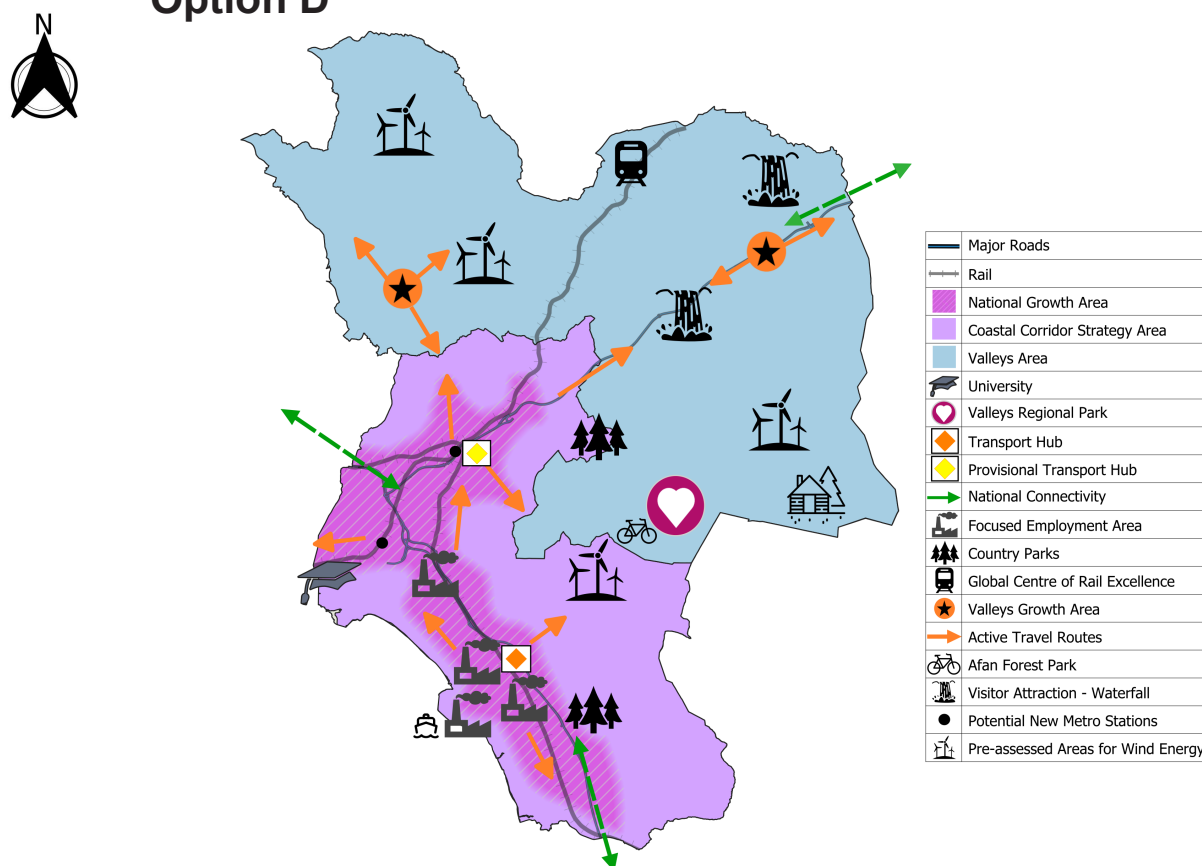 Option D
N
Major Roads
Rail
National Growth Area
Coastal Corridor Strategy Area
Valleys Area
University
Valleys Regional Park
Transport Hub
Provisional Transport Hub
National Connectivity
Focused Employment Area
Country Parks
Global Centre of Rail Excellence
Valleys Growth Area
Active Travel Routes
Afan Forest Park
Visitor Attraction - Waterfall
Potential New Metro Stations
Pre-assessed Areas for Wind Energy